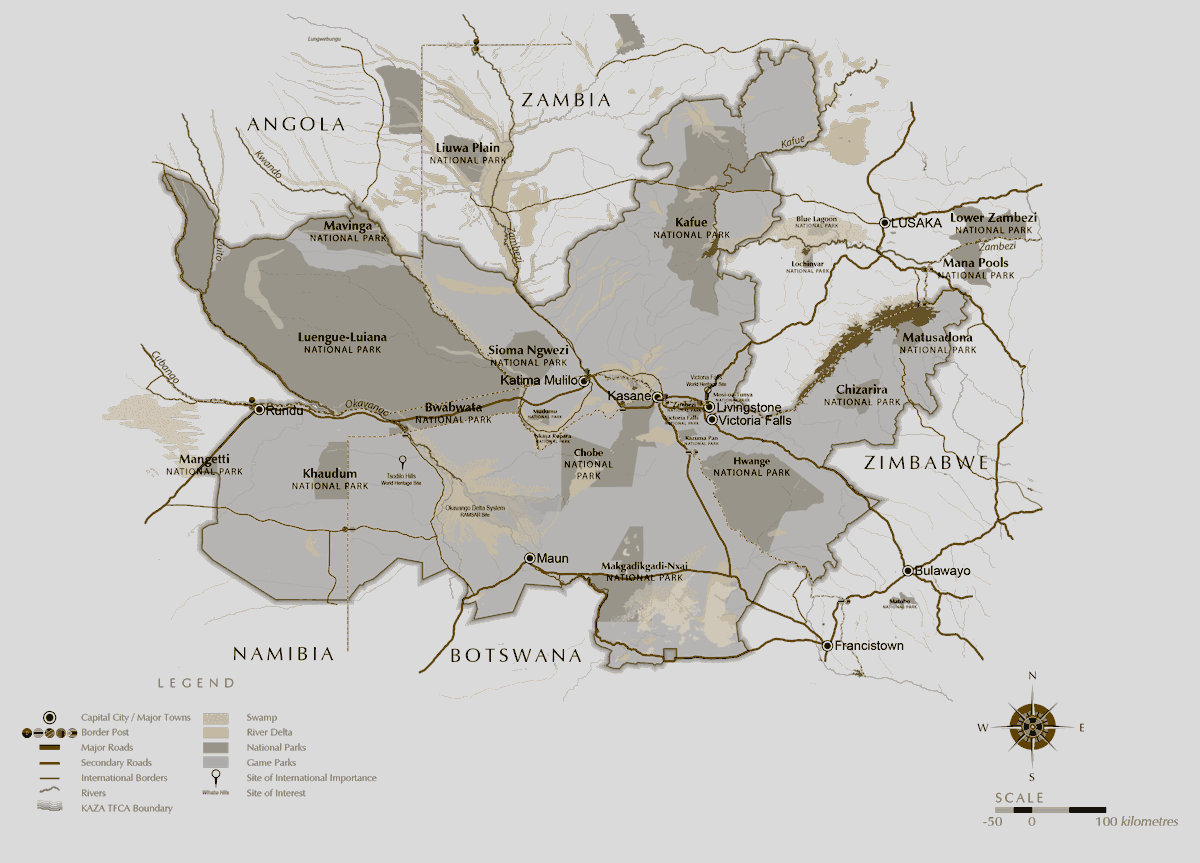 Lungwebungu
ZAMBIA
ANGOLA
Liuwa Plain
NATIONAL PARK
Kafue
Kwando
Mavinga
NATIONAL PARK
Cuito
Zambezi
Kafue
NATIONAL PARK
Blue Lagoon
NATIONAL PARK
LUSAKA
Lower Zambezi
NATIONAL PARK
Zambezi
Lochinvar
NATIONAL PARK
Mana Pools
NATIONAL PARK
Luengue-Luiana
NATIONAL PARK
Sioma Ngwezi
NATIONAL PARK
Matusadona
NATIONAL PARK
Cubango
Katima Mulilo
Kasane
Victoria Falls
World Heritage Site
Mosi-oa-Tunya
NATIONAL PARK
Chizarira
NATIONAL PARK
Rundu
Okavango
Bwabwata
NATIONAL PARK
Mudumu
NATIONAL PARK
Zambezi
Livingstone
Victoria Falls
NATIONAL PARK
Victoria Falls
Nkasa Rupara
NATIONAL PARK
Kazuma Pan
NATIONAL PARK
Mangetti
NATIONAL PARK
Khaudum
NATIONAL PARK
Tsodilo Hills
World Heritage Site
Chobe
NATIONAL
PARK
Hwange
NATIONAL PARK
ZIMBABWE
Okavango Delta System
RAMSAR Site
Maun
Makgadikgadi-Nxai
NATIONAL PARK
Bulawayo
Matobo
NATIONAL PARK
Francistown
NAMIBIA
BOTSWANA
LEGEND
Capital City / Major Towns
Border Post
Major Roads
Secondary Roads
International Borders
Rivers
KAZA TFCA Boundary
Swamp
River Delta
National Parks
Game Parks
Site of International Importance
Whaba Hills
Site of Interest
N
W
E
S
SCALE
-50
0
100 kilometres